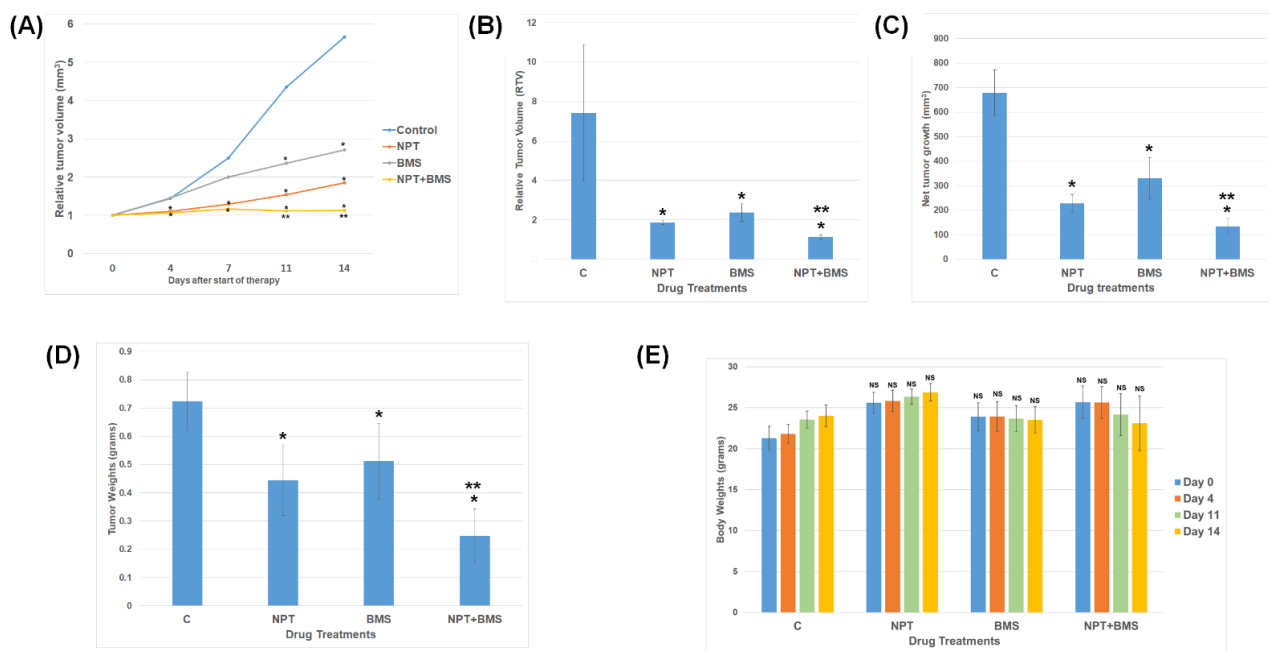 (A)
Relative tumor volume (mm³)
6
5
4
3
2
1
0
* * * *
* * * *
* * ** **
0 4 7 11 14
Days after start of therapy
Control
NPT
BMS
NPT+BMS
(B)
Relative Tumor Volume (RTV)
12
10
8
6
4
2
* * **
*
C NPT BMS NPT+BMS
Drug Treatments
(C)
Net tumor growth (mm³)
900
800
700
600
500
400
300
200
100
0
* * **
*
C NPT BMS NPT+BMS
Drug treatments
(D)
Tumor Weights (grams)
0.9
0.8
0.7
0.6
0.5
0.4
0.3
0.2
0.1
0
* * **
*
C NPT BMS NPT+BMS
Drug Treatments
(E)
Body Weights (grams)
30
25
20
15
10
5
0
NS NS NS NS NS NS NS NS NS NS NS NS
C NPT BMS NPT+BMS
Drug Treatments
Day 0
Day 4
Day 11
Day 14